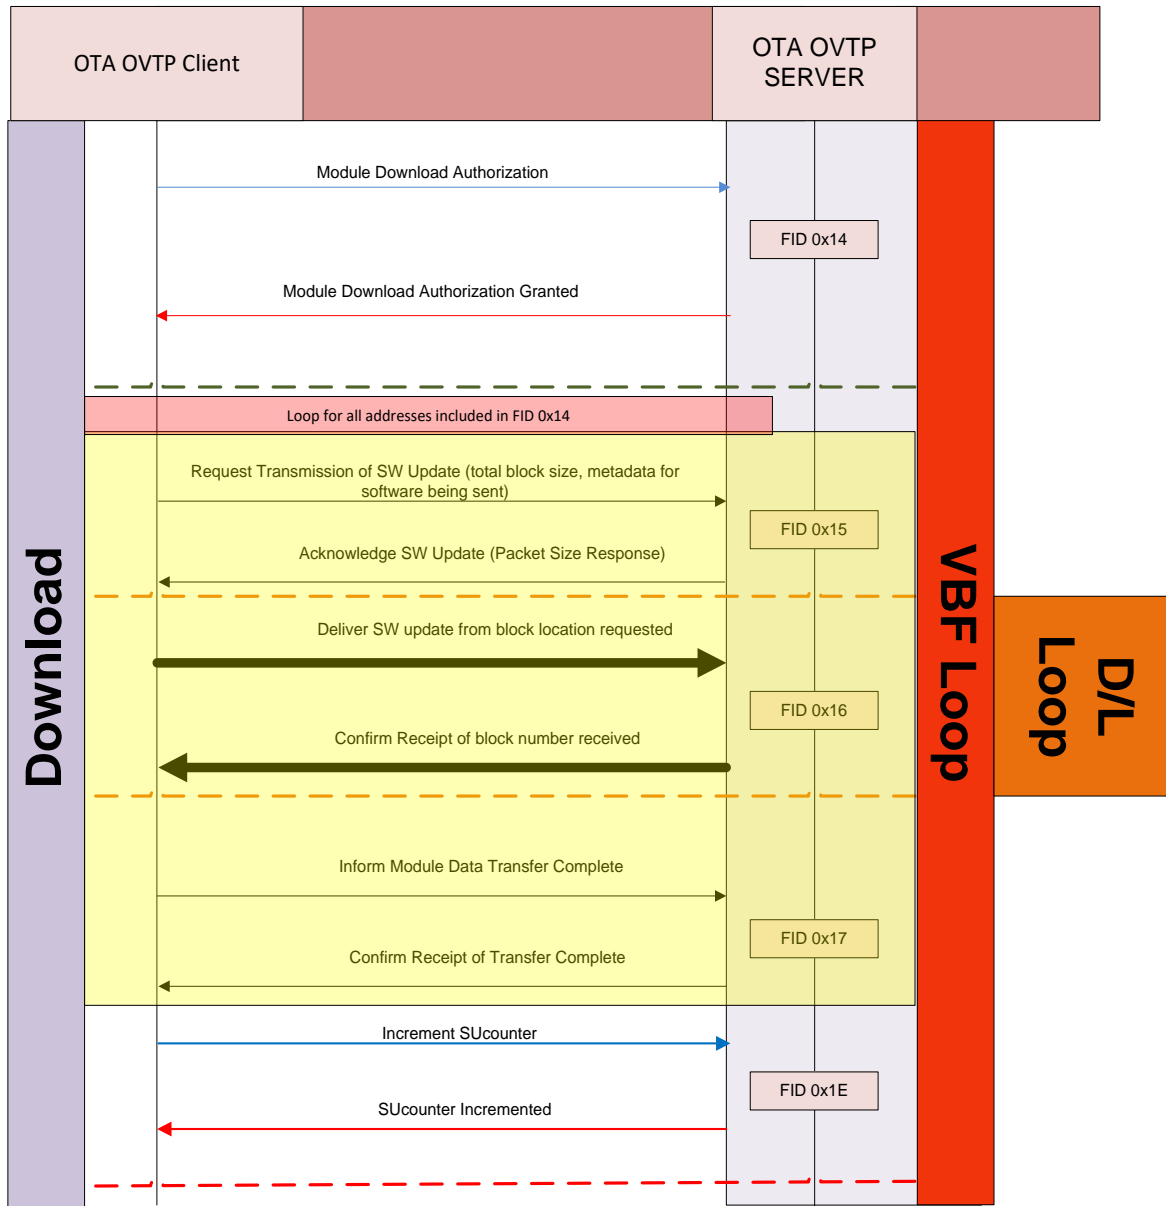 OTA OVTP Client
OTA OVTP
SERVER
Module Download Authorization
FID 0x14
Module Download Authorization Granted
Loop for all addresses included in FID 0x14
Request Transmission of SW Update (total block size, metadata for
software being sent)
FID 0x15
Acknowledge SW Update (Packet Size Response)
Deliver SW update from block location requested
FID 0x16
Confirm Receipt of block number received
Inform Module Data Transfer Complete
FID 0x17
Confirm Receipt of Transfer Complete
Increment SUcounter
FID 0x1E
SUcounter Incremented
Download
VBF Loop
D/L
Loop